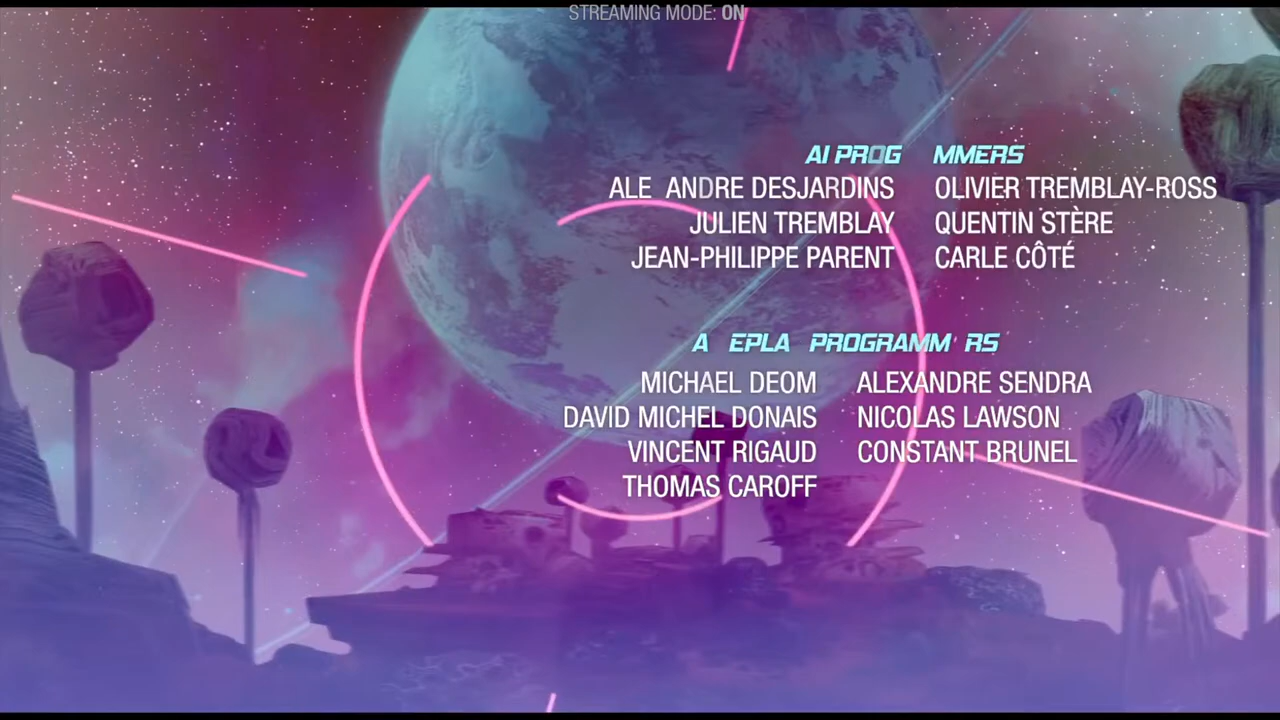 STREAMING MODE: ON
AI PROG MMERS
ALE ANDRE DESJARDINS OLIVIER TREMBLAY-ROSS
JULIEN TREMBLAY QUENTIN STÈRE
JEAN-PHILIPPE PARENT CARLE CÔTÉ
A EPLA PROGRAMM RS
MICHAEL DEOM ALEXANDRE SENDRA
DAVID MICHEL DONAIS NICOLAS LAWSON
VINCENT RIGAUD CONSTANT BRUNEL
THOMAS CAROFF